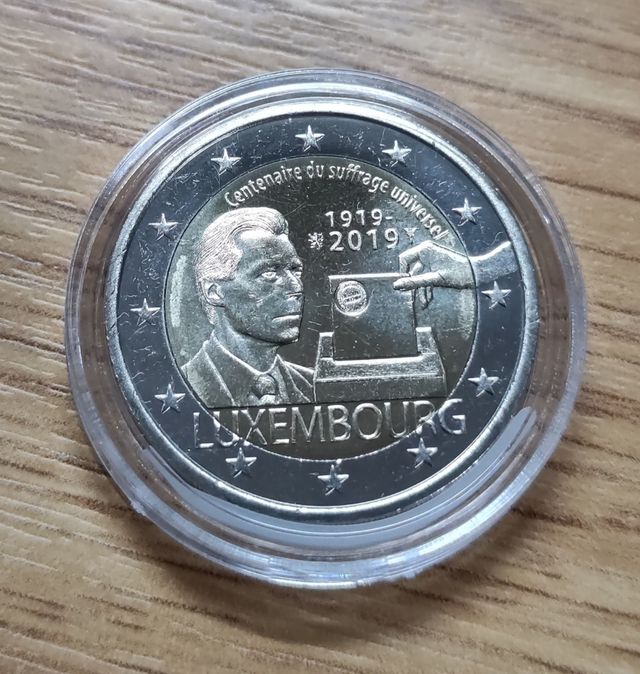 Centenaire du suffrage universel
1919-
2019
LUXEMBOURG